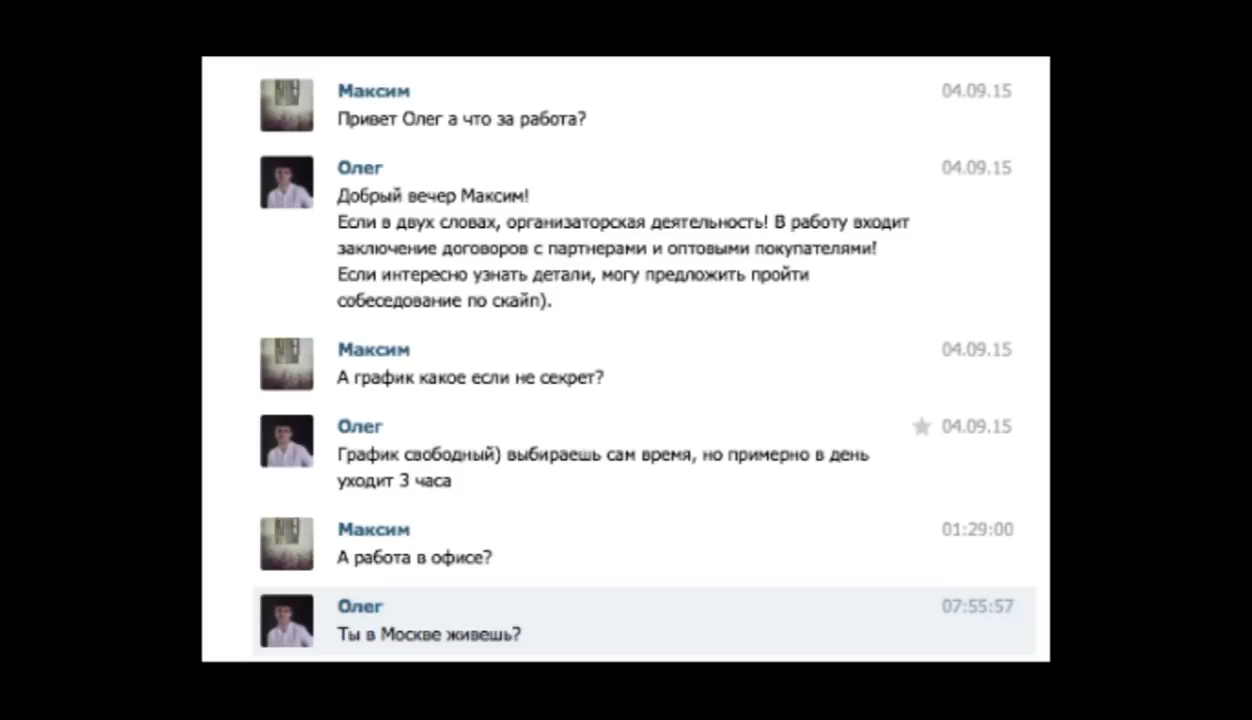 Максим 04.09.15
Привет Олег а что за работа?
Олег 04.09.15
Добрый вечер Максим!
Если в двух словах, организаторская деятельность! В работу входит
заключение договоров с партнерами и оптовыми покупателями!
Если интересно узнать детали, могу предложить пройти
собеседование по скайп).
Максим 04.09.15
А график какое если не секрет?
Олег 04.09.15
График свободный) выбираешь сам время, но примерно в день
уходит 3 часа
Максим 01:29:00
А работа в офисе?
Олег 07:55:57
Ты в Москве живешь?